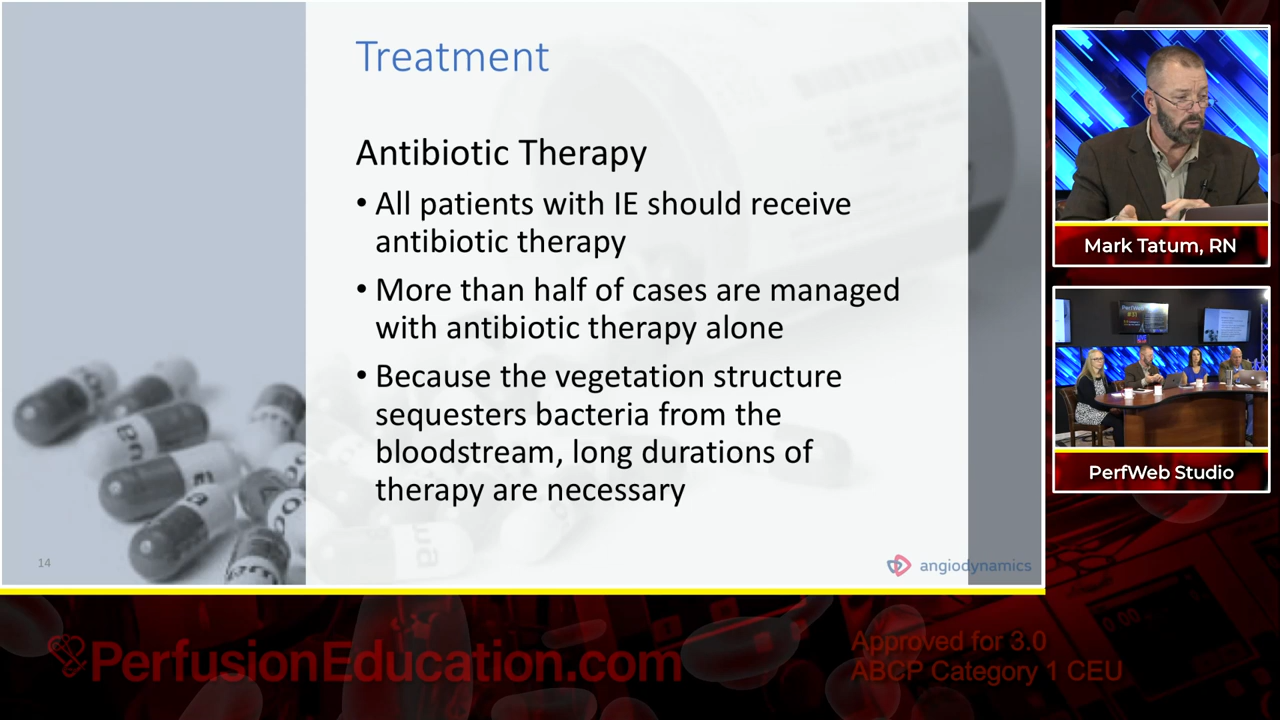 Treatment
Antibiotic Therapy
• All patients with IE should receive
antibiotic therapy
• More than half of cases are managed
with antibiotic therapy alone
• Because the vegetation structure
sequesters bacteria from the
bloodstream, long durations of
therapy are necessary
14
angiodynamics
Mark Tatum, RN
PerfWeb Studio
PerfusionEducation.com
Approved for 3.0
ABCP Category 1 CEU